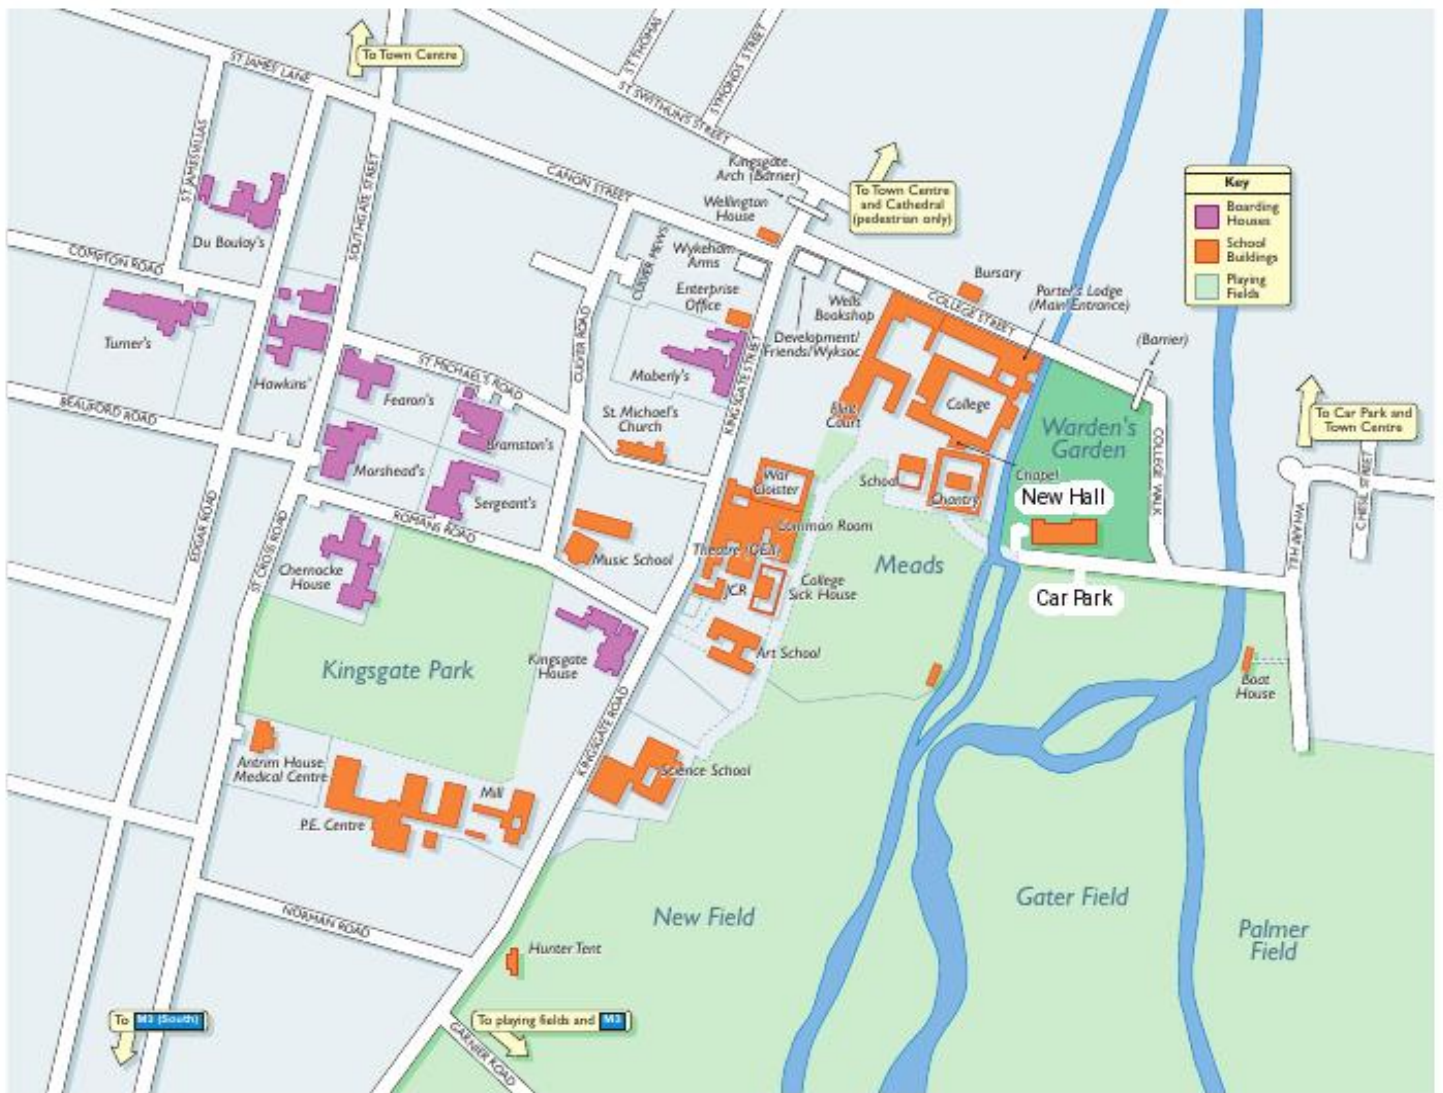 ST JAMES LANE
To Town Centre
ST THOMAS
SYMONDS STREET
ST SWITHUN'S STREET
ST JAMES VILLAS
SOUTHGATE STREET
CANON STREET
Kingsgate
Arch (Barrier)
To Town Centre
and Cathedral
(pedestrian only)
Key
Boarding
Houses
School
Buildings
Playing
Fields
Wellington
House
Wykeham
Arms
CULVER MEWS
Du Boulay's
COMPTON ROAD
Enterprise
Office
Wells
Bookshop
Development/
Friends/Wyksoc
Bursary
COLLEGE STREET
Porter's Lodge
(Main Entrance)
(Barrier)
Turner's
Hawkins'
ST MICHAEL'S ROAD
CULVER ROAD
Moberly's
KINGSGATE STREET
Fearon's
BEAUFORD ROAD
St. Michael's
Church
Flint
Court
College
Warden's
Garden
COLLEGE WALK
To Car Park and
Town Centre
Bramston's
Morshead's
Sergeant's
War
Cloister
School
Chantry
Chapel
New Hall
CHESIL STREET
WHARF HILL
EDGAR ROAD
ST CROSS ROAD
ROMANS ROAD
Music School
Common Room
Theatre (QEII)
Meads
Chernocke
House
JCR
College
Sick House
Car Park
Art School
Kingsgate
House
Kingsgate Park
Boat
House
KINGSGATE ROAD
Antrim House
Medical Centre
Science School
Mill
P.E. Centre
NORMAN ROAD
New Field
Gater Field
Palmer
Field
Hunter Tent
To M3 (South)
To playing fields and M3
GARNIER ROAD